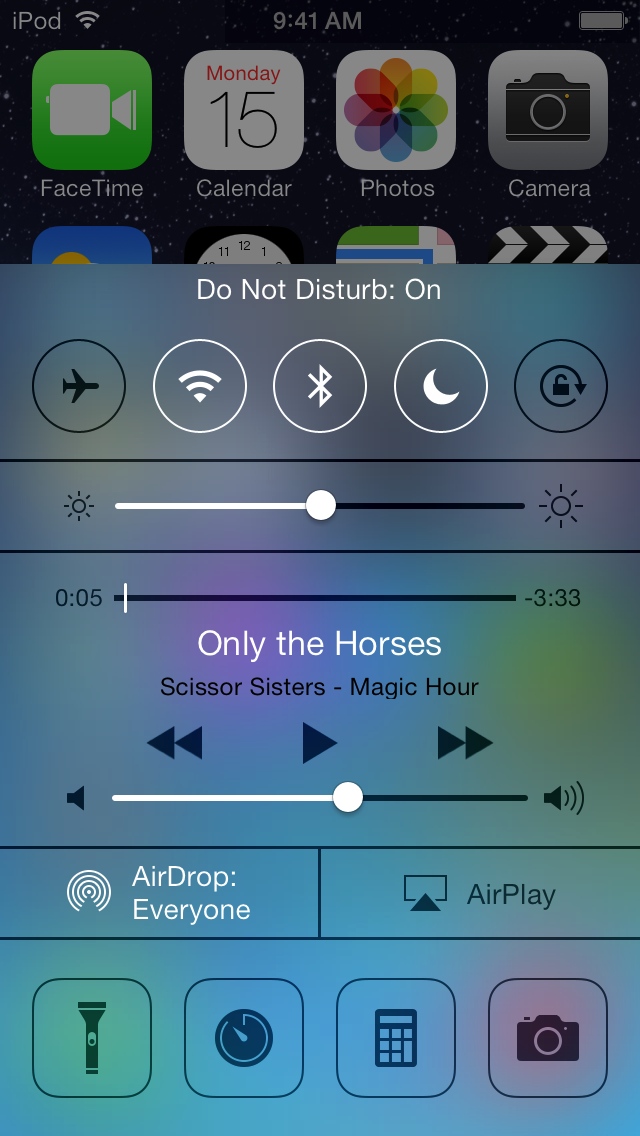 iPod 9:41 AM
Monday
15
FaceTime Calendar Photos Camera
11 12 1
Do Not Disturb: On
0:05 -3:33
Only the Horses
Scissor Sisters - Magic Hour
AirDrop:
Everyone
AirPlay